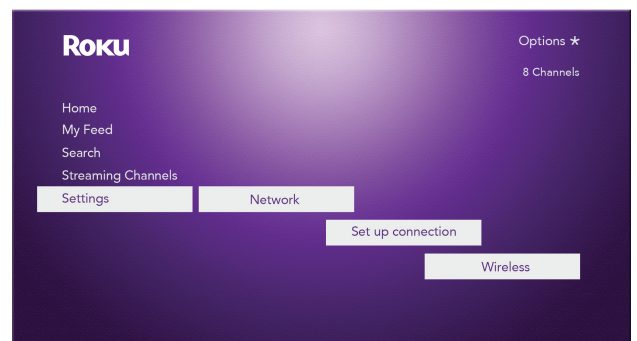 Roku
Options *
8 Channels
Home
My Feed
Search
Streaming Channels
Settings
Network
Set up connection
Wireless